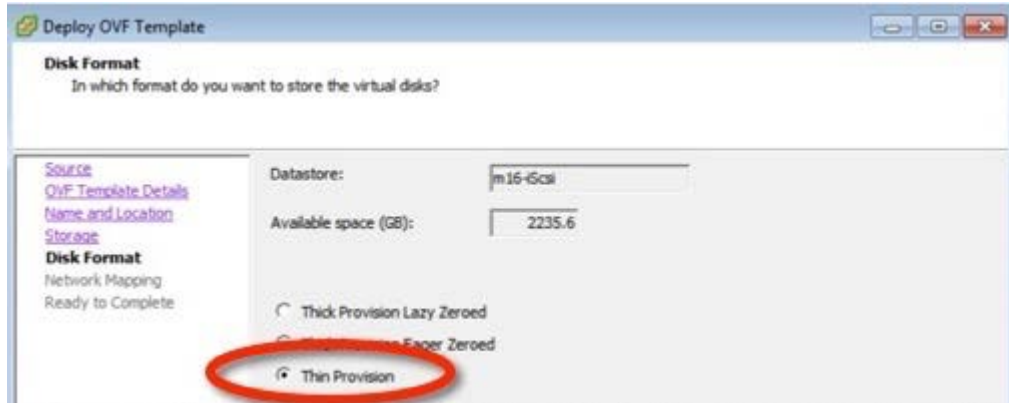 Deploy OVF Template
Disk Format
In which format do you want to store the virtual disks?
Source
OVF Template Details
Name and Location
Storage
Disk Format
Network Mapping
Ready to Complete
Datastore:
m16-iScsi
Available space (GB):
2235.6
Thick Provision Lazy Zeroed
Eager Zeroed
Thin Provision